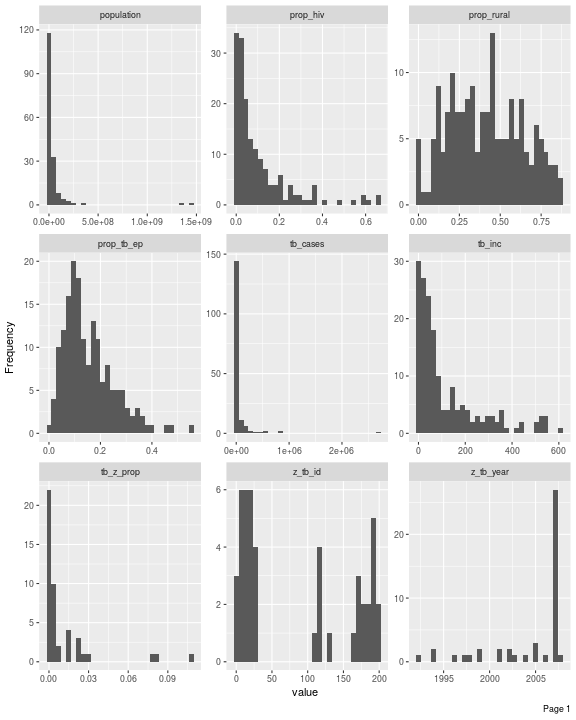 population prop_hiv prop_rural
120
90
60
30
0
0.0e+00 5.0e+08 1.0e+09 1.5e+09
30
20
10
0
0.0 0.2 0.4 0.6
10
5
0
0.00 0.25 0.50 0.75
prop_tb_ep tb_cases tb_inc
20
15
10
5
0
0.0 0.2 0.4
150
100
50
0
0e+00 1e+06 2e+06
30
20
10
0
0 200 400 600
Frequency
tb_z_prop z_tb_id z_tb_year
20
15
10
5
0
0.00 0.03 0.06 0.09
6
4
2
0
0 50 100 150 200
20
10
0
1995 2000 2005
value
Page 1